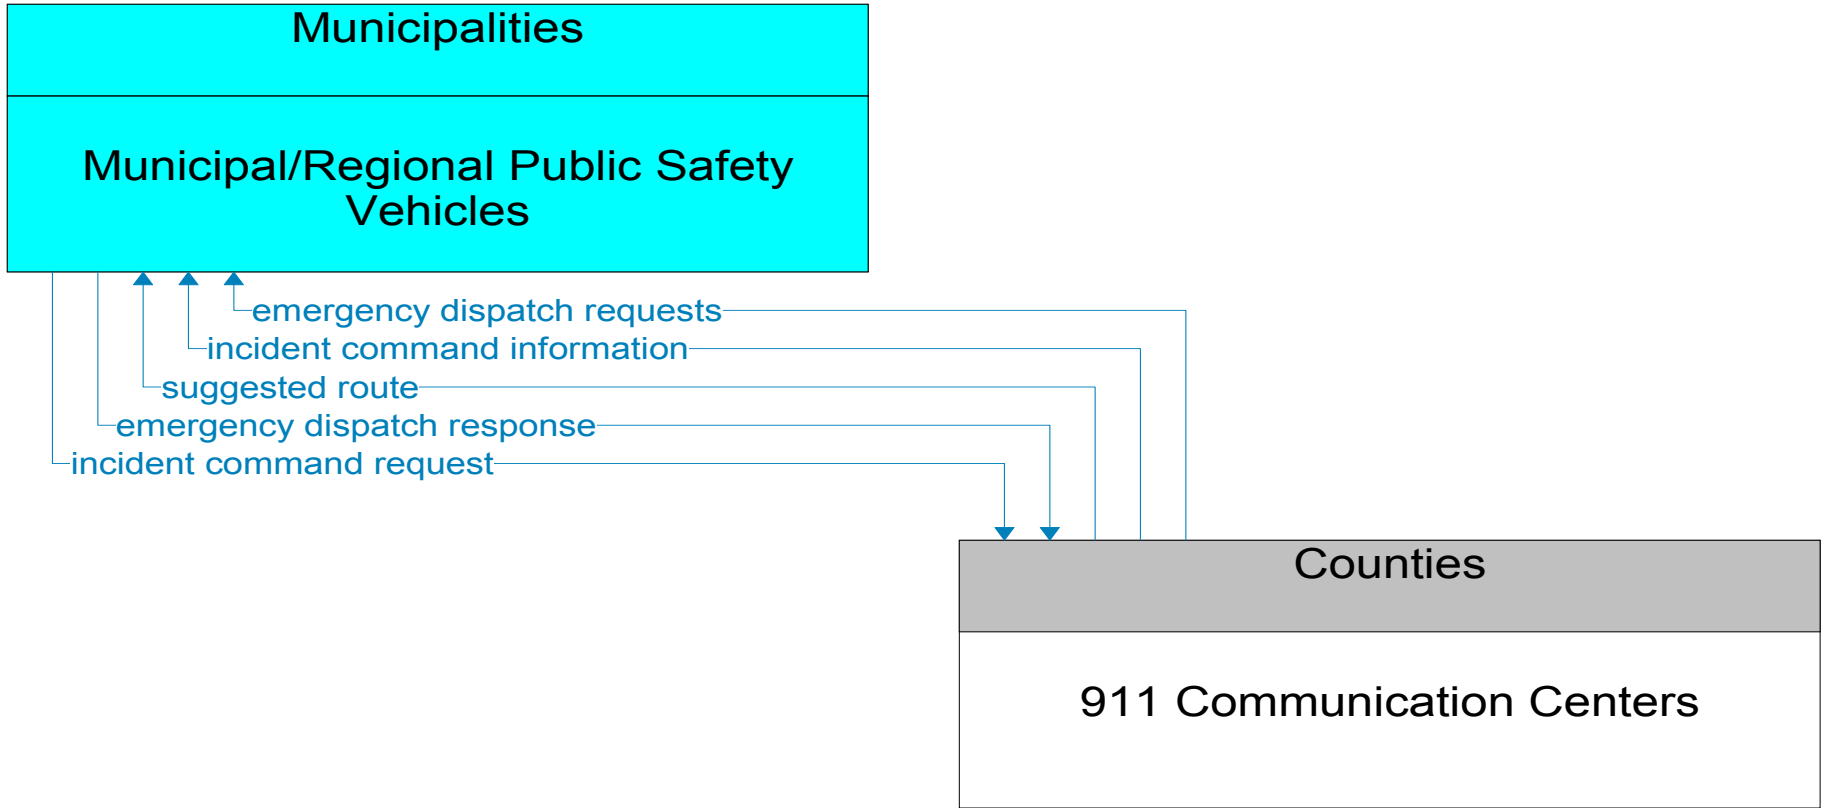 Municipalities
Municipal/Regional Public Safety
Vehicles
emergency dispatch requests
incident command information
suggested route
emergency dispatch response
incident command request
Counties
911 Communication Centers